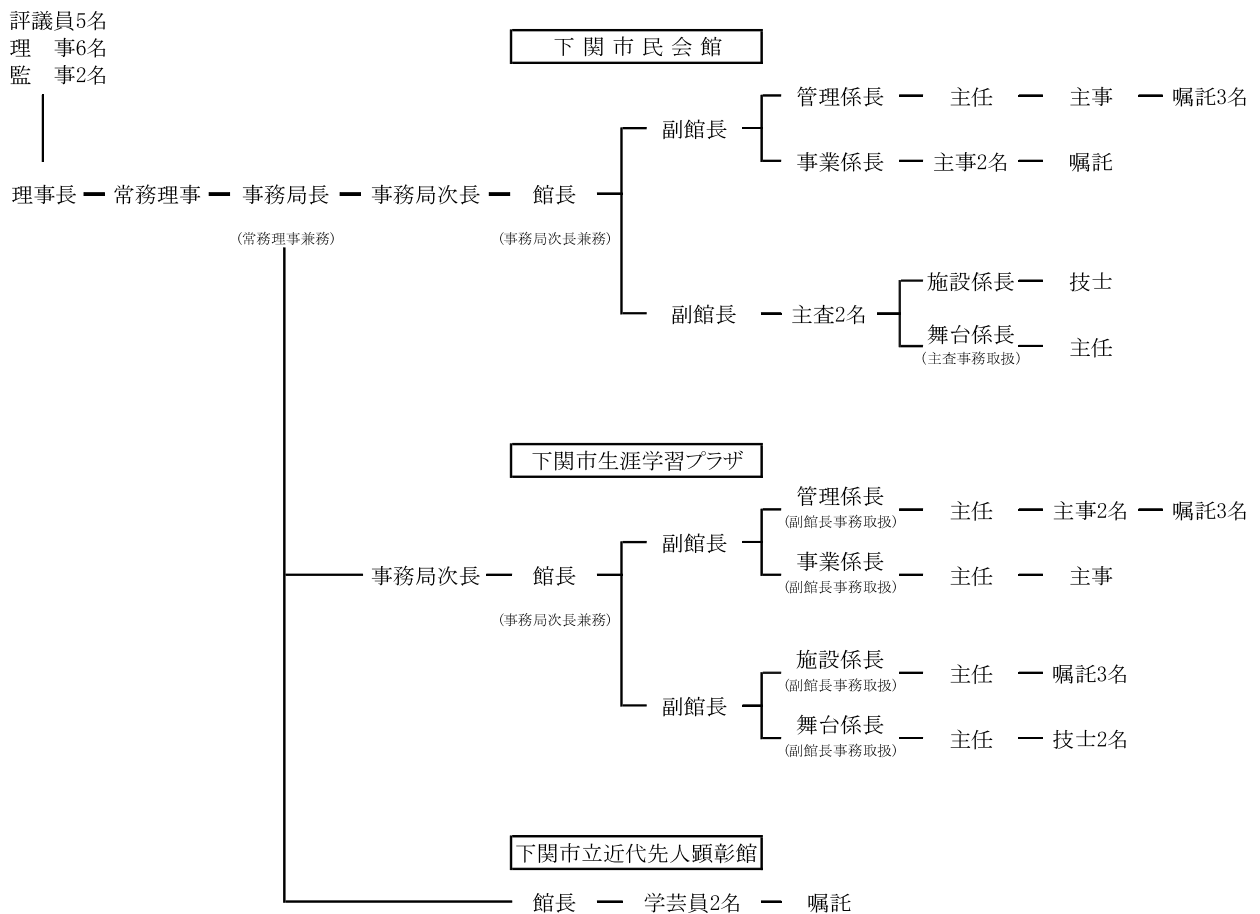 評議員5名
理　事6名
監　事2名
下 関 市 民 会 館
管理係長 主任 主事 嘱託3名
副館長
事業係長 主事2名 嘱託
理事長 常務理事 事務局長 事務局次長 館長
(常務理事兼務) (事務局次長兼務)
施設係長 技士
副館長 主査2名
舞台係長 主任
(主査事務取扱)
下関市生涯学習プラザ
管理係長 主任 主事2名 嘱託3名
(副館長事務取扱)
副館長
事業係長 主任 主事
(副館長事務取扱)
事務局次長 館長
(事務局次長兼務)
施設係長 主任 嘱託3名
(副館長事務取扱)
副館長
舞台係長 主任 技士2名
(副館長事務取扱)
下関市立近代先人顕彰館
館長 学芸員2名 嘱託